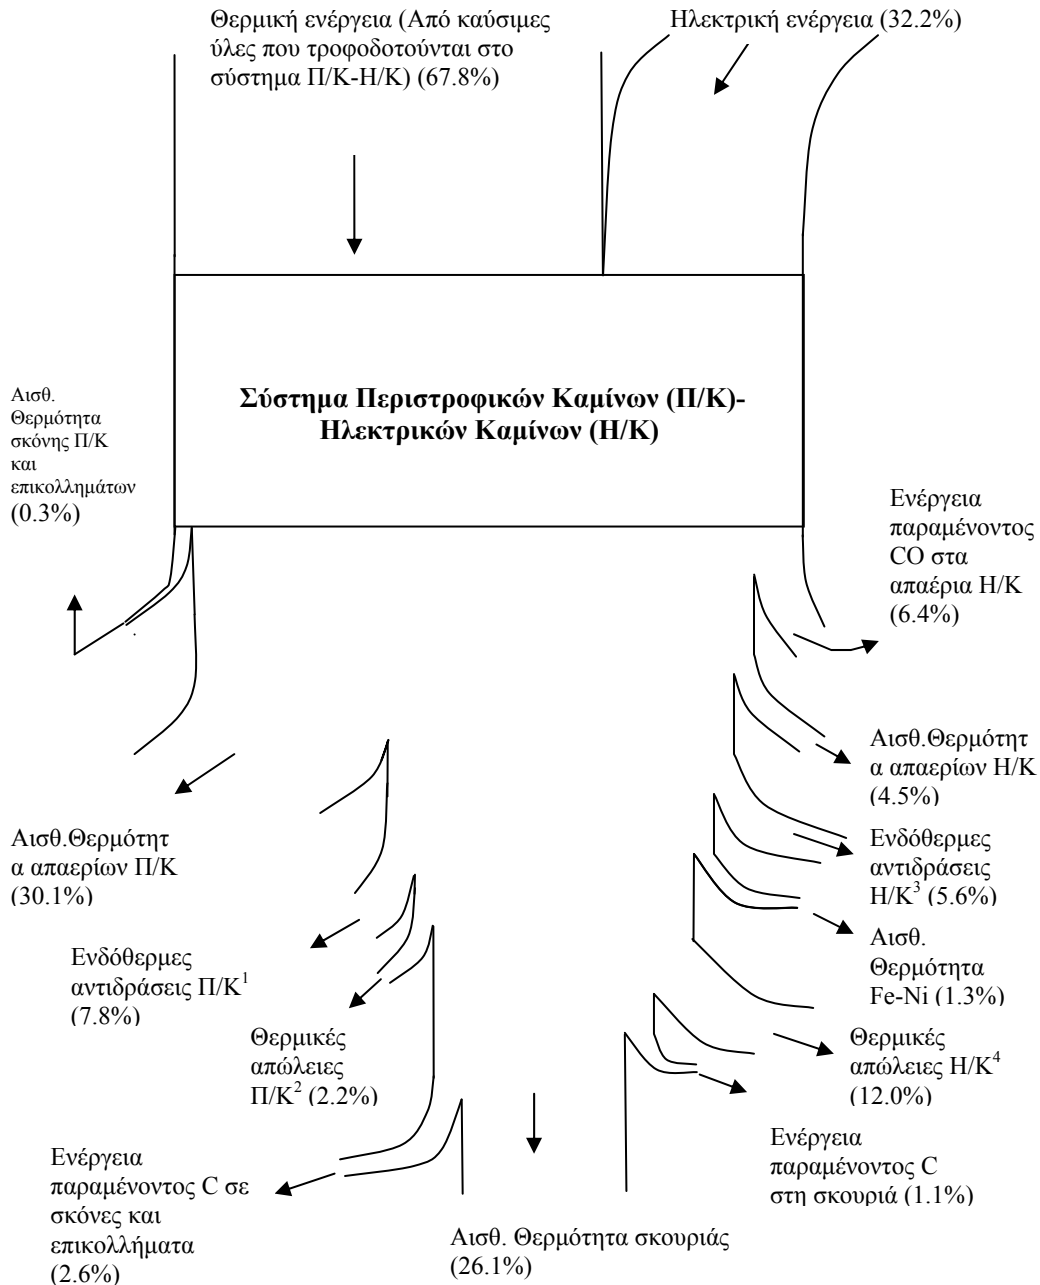 Θερμική ενέργεια (Από καύσιμες
ύλες που τροφοδοτούνται στο
σύστημα Π/Κ-Η/Κ) (67.8%)
Ηλεκτρική ενέργεια (32.2%)
Σύστημα Περιστροφικών Καμίνων (Π/Κ)-
Ηλεκτρικών Καμίνων (Η/Κ)
Αισθ.
Θερμότητα
σκόνης Π/Κ
και
επικολλημάτων
(0.3%)
Ενέργεια
παραμένοντος
CO στα
απαέρια Η/Κ
(6.4%)
Αισθ.Θερμότητ
α απαερίων Η/Κ
(4.5%)
Αισθ.Θερμότητ
α απαερίων Π/Κ
(30.1%)
Ενδόθερμες
αντιδράσεις
Η/Κ³ (5.6%)
Ενδόθερμες
αντιδράσεις Π/Κ¹
(7.8%)
Αισθ.
Θερμότητα
Fe-Ni (1.3%)
Θερμικές
απώλειες
Π/Κ² (2.2%)
Θερμικές
απώλειες Η/Κ⁴
(12.0%)
Ενέργεια
παραμένοντος C σε
σκόνες και
επικολλήματα
(2.6%)
Ενέργεια
παραμένοντος C
στη σκουριά (1.1%)
Αισθ. Θερμότητα σκουριάς
(26.1%)